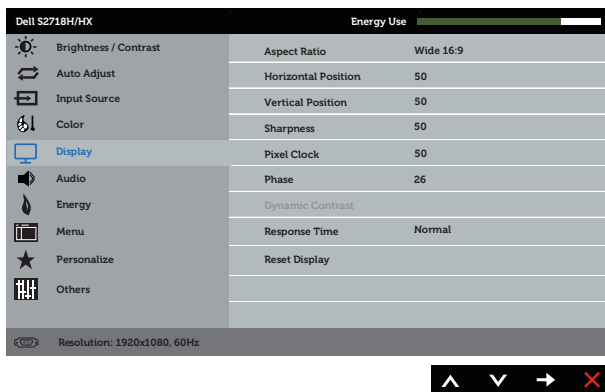 Dell S2718H/HX Energy Use
Brightness / Contrast
Auto Adjust
Input Source
Color
Display
Audio
Energy
Menu
Personalize
Others
Aspect Ratio Wide 16:9
Horizontal Position 50
Vertical Position 50
Sharpness 50
Pixel Clock 50
Phase 26
Dynamic Contrast
Response Time Normal
Reset Display
Resolution: 1920x1080, 60Hz